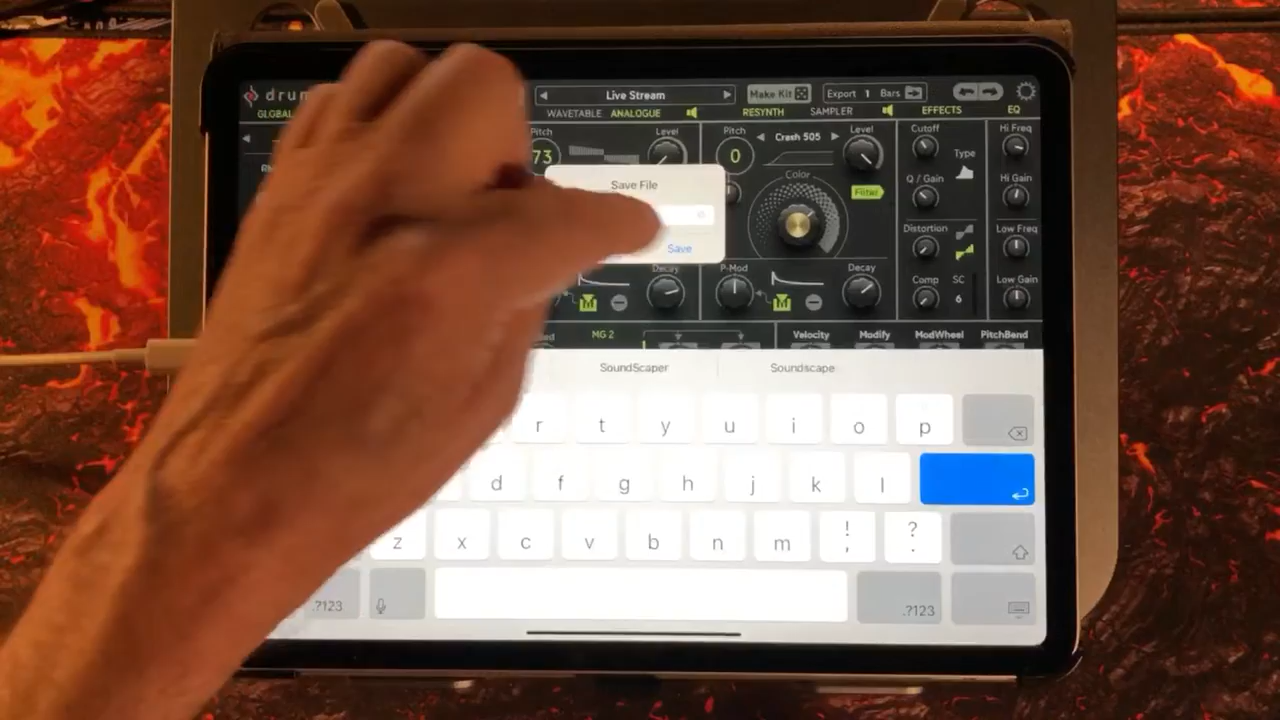 drum
Live Stream
Make Kit
Export 1 Bars
GLOBAL
WAVETABLE ANALOGUE
RESYNTH SAMPLER
EFFECTS
EQ
Pitch
Level
Pitch
Crash 505
Level
Cutoff
Hi Freq
73
0
Type
Save File
Color
Q / Gain
Hi Gain
Filter
Distortion
Low Freq
Save
Decay
P-Mod
Decay
Comp
SC
Low Gain
6
MG 2
Velocity
Modify
ModWheel
PitchBend
SoundScaper
Soundscape
r t y u i o p
d f g h j k l
z x c v b n m ! ?
, .
.?123
.?123